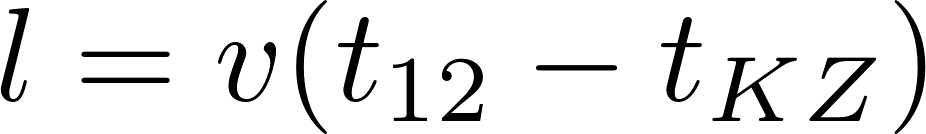 l = v(t_{12} − t_{KZ})